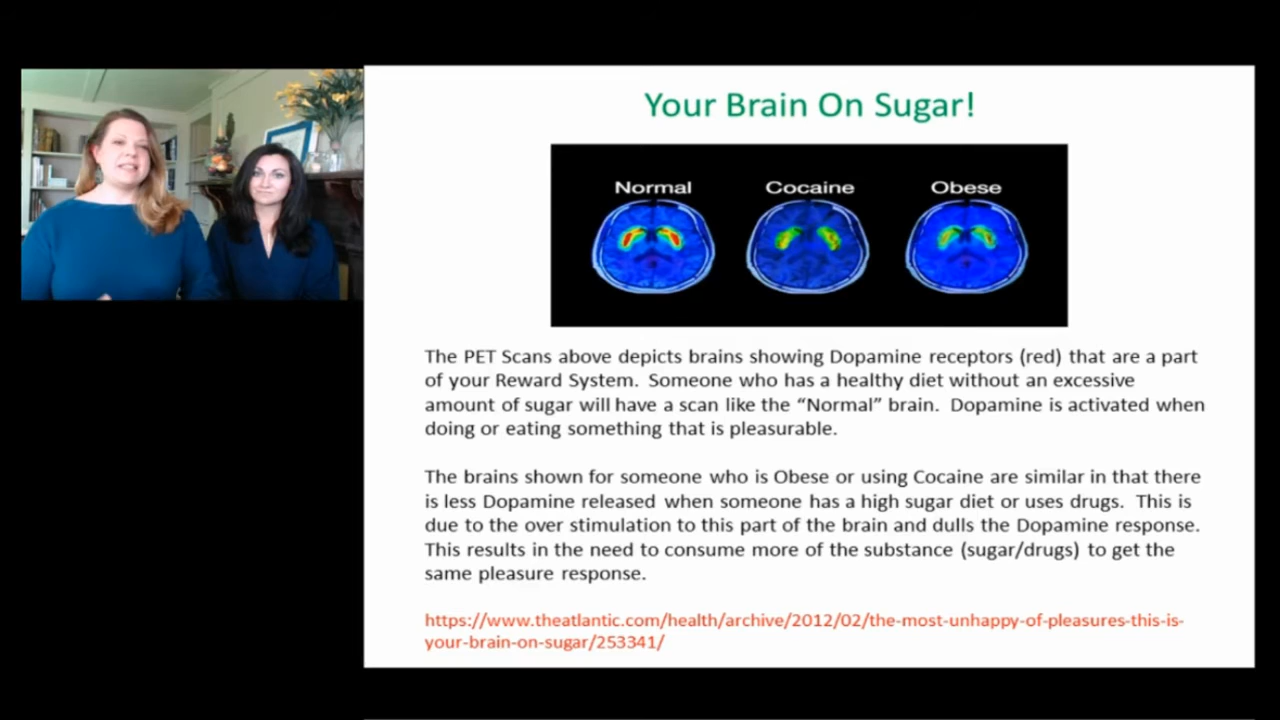 Your Brain On Sugar!
Normal Cocaine Obese
The PET Scans above depicts brains showing Dopamine receptors (red) that are a part
of your Reward System. Someone who has a healthy diet without an excessive
amount of sugar will have a scan like the “Normal” brain. Dopamine is activated when
doing or eating something that is pleasurable.
The brains shown for someone who is Obese or using Cocaine are similar in that there
is less Dopamine released when someone has a high sugar diet or uses drugs. This is
due to the over stimulation to this part of the brain and dulls the Dopamine response.
This results in the need to consume more of the substance (sugar/drugs) to get the
same pleasure response.
https://www.theatlantic.com/health/archive/2012/02/the-most-unhappy-of-pleasures-this-is-
your-brain-on-sugar/253341/